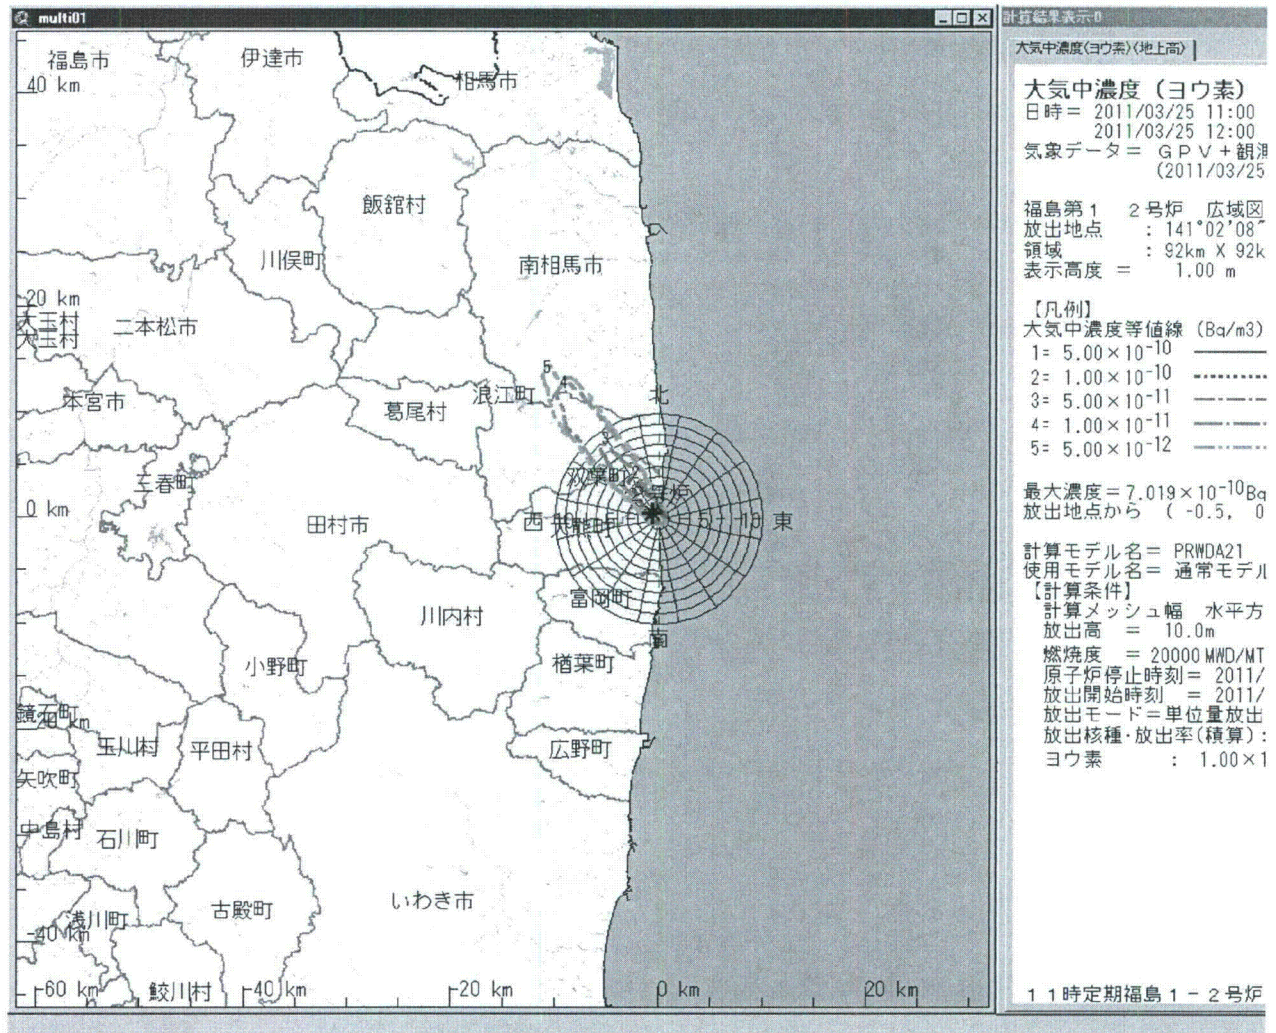 multi01
福島市
伊達市
相馬市
40 km
飯舘村
川俣町
南相馬市
20 km
大玉村
大玉村
二本松市
本宮市
浪江町
葛尾村
5
4
北
三春町
双葉町
2号炉
0 km
田村市
西
10
大熊町
5
10
東
川内村
富岡町
南
小野町
楢葉町
鏡石町
-20 km
玉川村
平田村
広野町
矢吹町
中島村
石川町
いわき市
浅川町
古殿町
-40 km
鮫川村
-60 km
-40 km
-20 km
0 km
20 km
計算結果表示-0
大気中濃度(ヨウ素)(地上高)
大気中濃度(ヨウ素)
日時= 2011/03/25 11:00
2011/03/25 12:00
気象データ= GPV+観測
(2011/03/25
福島第1 2号炉 広域図
放出地点 : 141°02'08"
領域 : 92km X 92k
表示高度 = 1.00 m
【凡例】
大気中濃度等値線 (Bq/m3)
1= 5.00×10⁻¹⁰
2= 1.00×10⁻¹⁰
3= 5.00×10⁻¹¹
4= 1.00×10⁻¹¹
5= 5.00×10⁻¹²
最大濃度=7.019×10⁻¹⁰Bq
放出地点から ( -0.5, 0
計算モデル名= PRWDA21
使用モデル名= 通常モデル
【計算条件】
計算メッシュ幅 水平方
放出高 = 10.0m
燃焼度 = 20000MWD/MT
原子炉停止時刻= 2011/
放出開始時刻 = 2011/
放出モード=単位量放出
放出核種・放出率(積算):
ヨウ素 : 1.00×1
11時定期福島1-2号炉